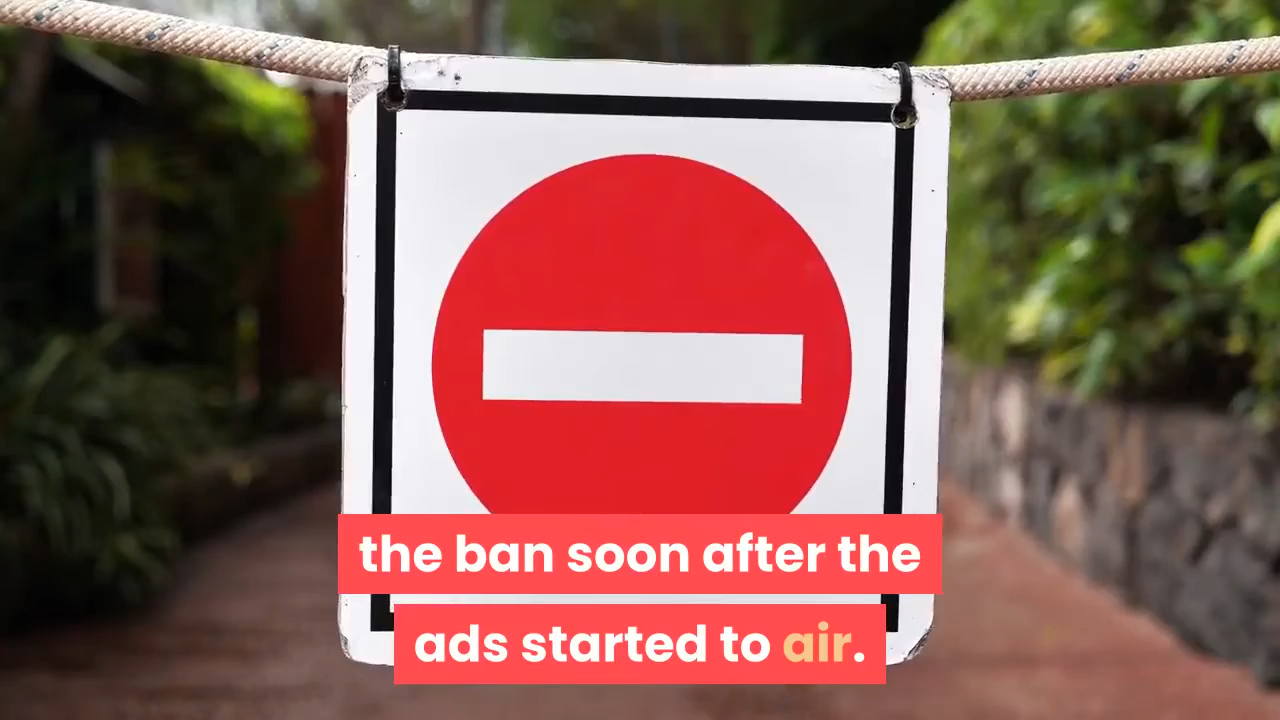 the ban soon after the
ads started to air.